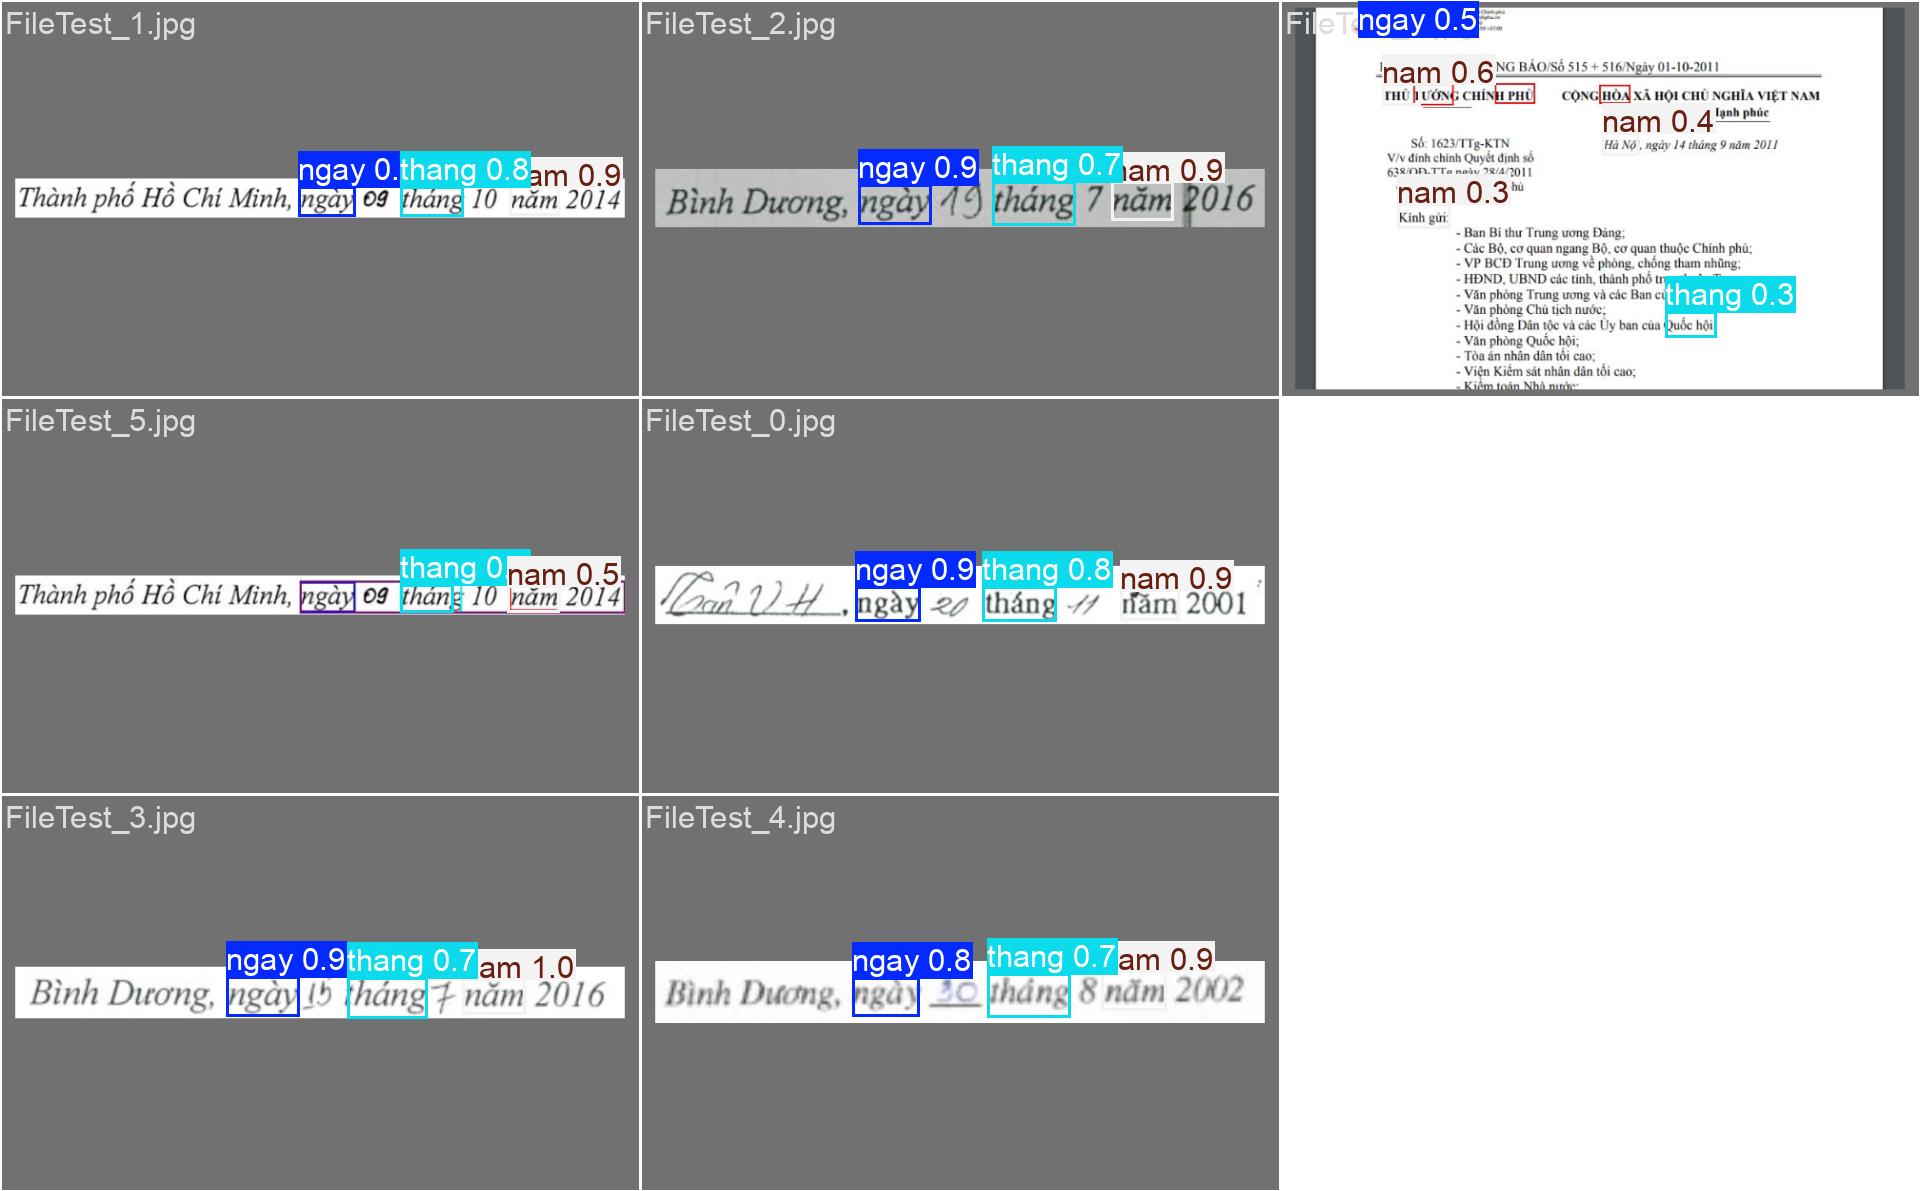 FileTest_1.jpg
ngay 0. thang 0.8 am 0.9
Thành phố Hồ Chí Minh, ngày 09 tháng 10 năm 2014
FileTest_2.jpg
ngay 0.9 thang 0.7 nam 0.9
Bình Dương, ngày 19 tháng 7 năm 2016
ngay 0.5
NG BÁO/Số 515 + 516/Ngày 01-10-2011
nam 0.6
THỦ TƯỚNG CHÍNH PHỦ
CỘNG HÒA XÃ HỘI CHỦ NGHĨA VIỆT NAM
nam 0.4 hạnh phúc
Số: 1623/TTg-KTN
Hà Nội, ngày 14 tháng 9 năm 2011
V/v đính chính Quyết định số
638/QĐ-TTg ngày 28/4/2011
nam 0.3 hủ
Kính gửi:
- Ban Bí thư Trung ương Đảng;
- Các Bộ, cơ quan ngang Bộ, cơ quan thuộc Chính phủ;
- VP BCĐ Trung ương về phòng, chống tham nhũng;
- HĐND, UBND các tỉnh, thành phố
- Văn phòng Trung ương và các Ban
thang 0.3
- Văn phòng Chủ tịch nước;
- Hội đồng Dân tộc và các Ủy ban của Quốc hội
- Văn phòng Quốc hội;
- Tòa án nhân dân tối cao;
- Viện Kiểm sát nhân dân tối cao;
- Kiểm toán Nhà nước;
FileTest_5.jpg
thang 0. nam 0.5
Thành phố Hồ Chí Minh, ngày 09 tháng 10 năm 2014
FileTest_0.jpg
ngay 0.9 thang 0.8 nam 0.9
ngày 20 tháng 11 năm 2001
FileTest_3.jpg
ngay 0.9 thang 0.7 am 1.0
Bình Dương, ngày 15 tháng 7 năm 2016
FileTest_4.jpg
ngay 0.8 thang 0.7 am 0.9
Bình Dương, ngày 30 tháng 8 năm 2002